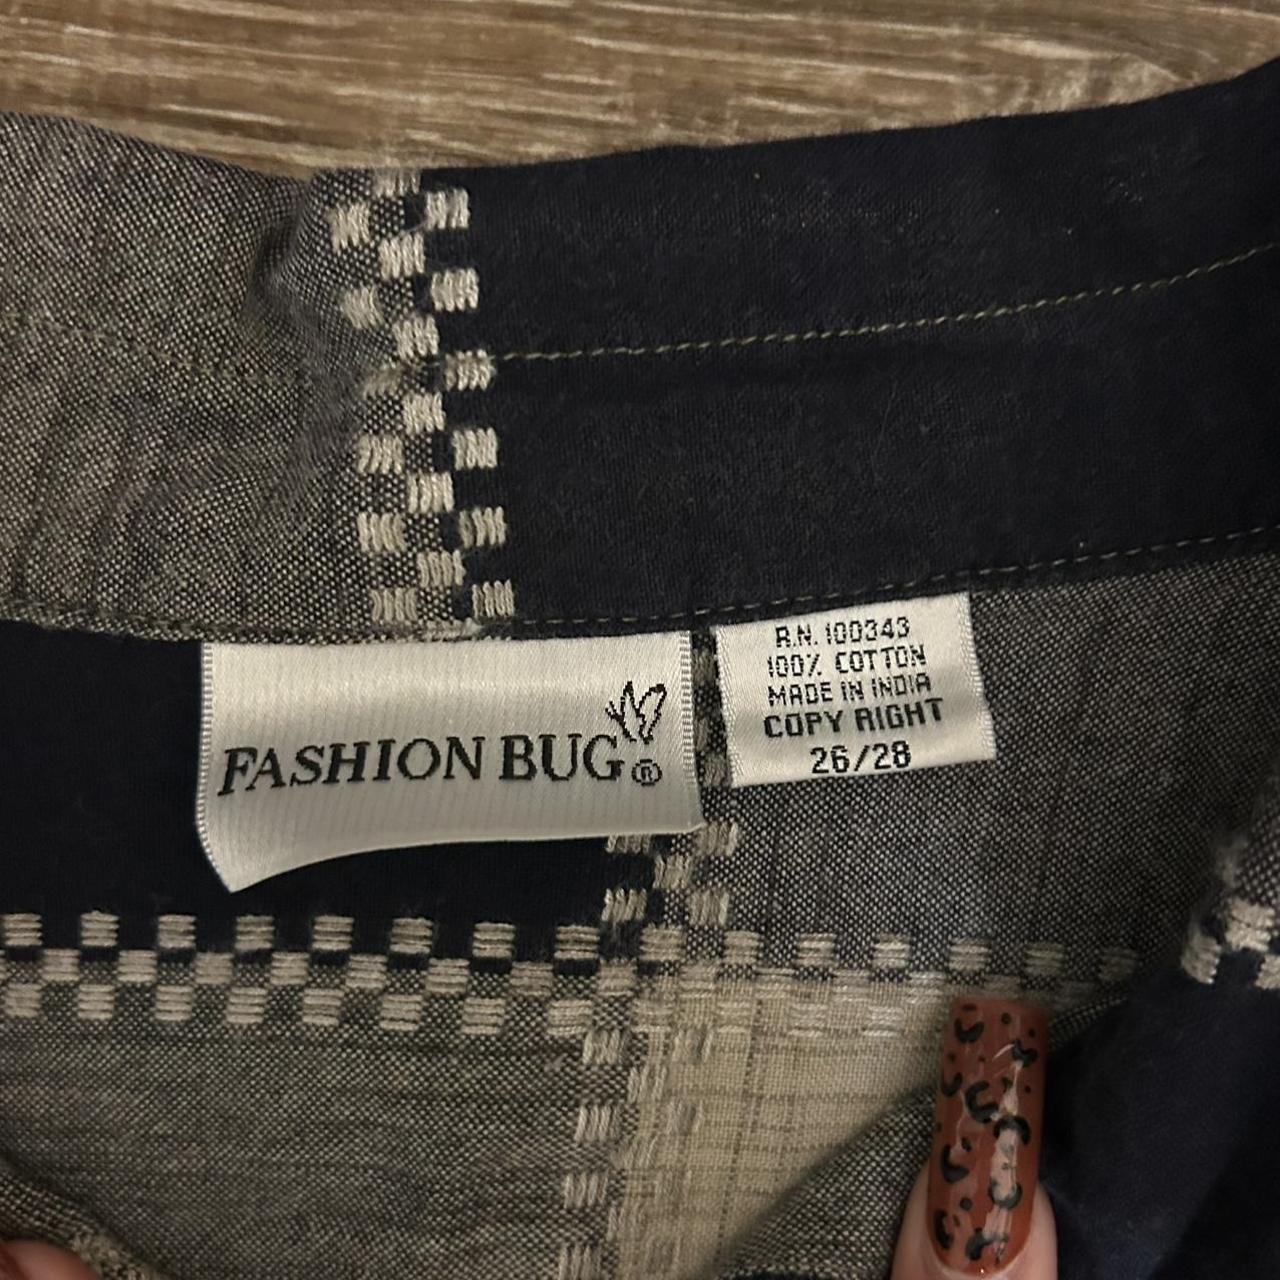 FASHION BUG®
R.N. 100343
100% COTTON
MADE IN INDIA
COPY RIGHT
26/28